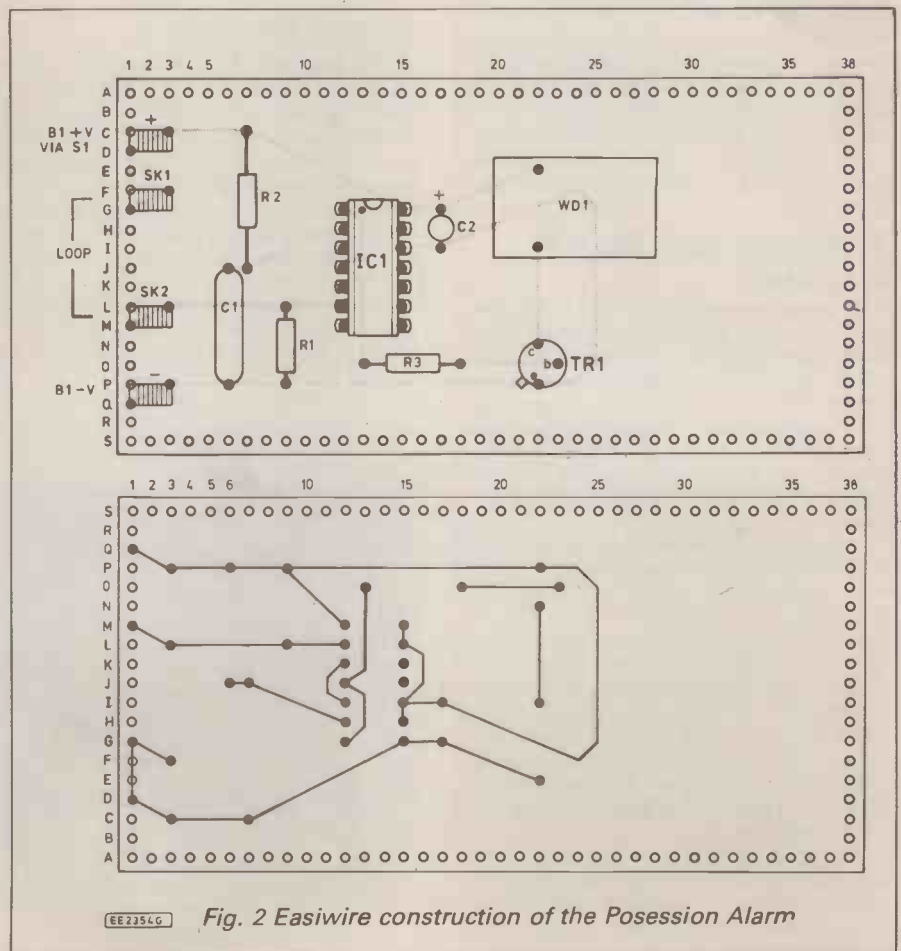 1 2 3 4 5 10 15 20 25 30 35 38
A
B
C
D
E
F
G
H
I
J
K
L
M
N
O
P
Q
R
S
B1+V
VIA S1
+
SK1
LOOP
SK2
B1-V
-
R2
C1
R1
IC1
+
C2
R3
WD1
c
b
e
TR1
1 2 3 4 5 6 10 15 20 25 30 35 36
S
R
Q
P
O
N
M
L
K
J
I
H
G
F
E
D
C
B
A
EE2354G Fig. 2 Easiwire construction of the Posession Alarm